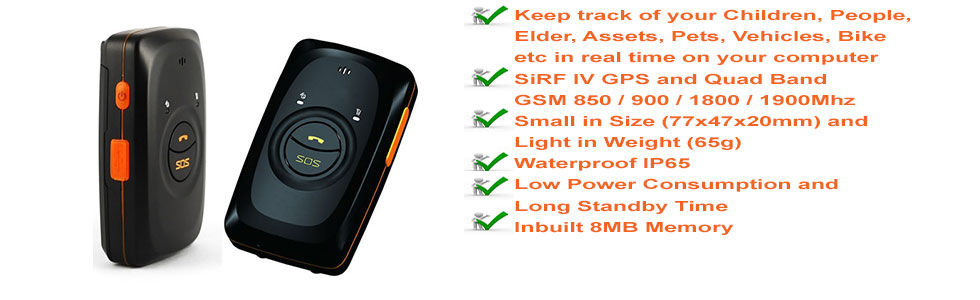 SOS
SOS
Keep track of your Children, People,
Elder, Assets, Pets, Vehicles, Bike
etc in real time on your computer
SiRF IV GPS and Quad Band
GSM 850 / 900 / 1800 / 1900Mhz
Small in Size (77x47x20mm) and
Light in Weight (65g)
Waterproof IP65
Low Power Consumption and
Long Standby Time
Inbuilt 8MB Memory